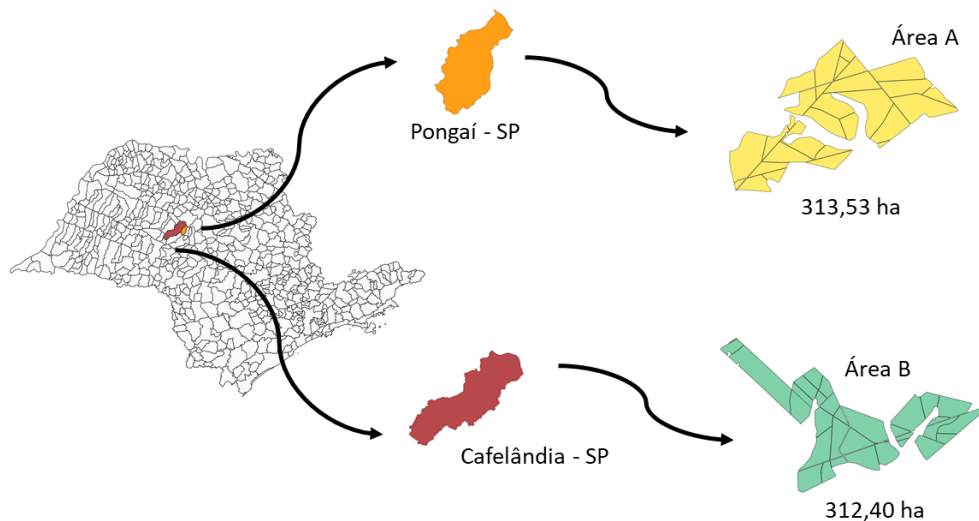 Área A
Pongaí - SP
313,53 ha
Área B
Cafelândia - SP
312,40 ha